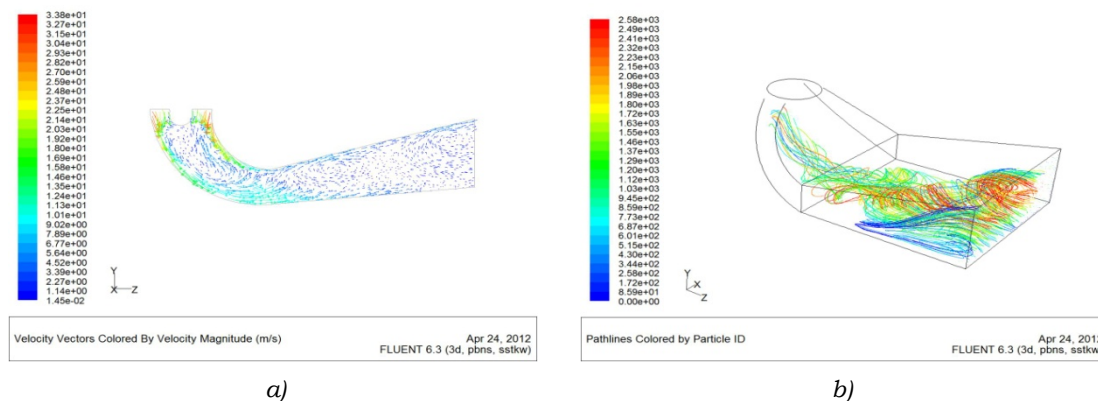 3.38e+01
3.27e+01
3.15e+01
3.04e+01
2.93e+01
2.82e+01
2.70e+01
2.59e+01
2.48e+01
2.37e+01
2.25e+01
2.14e+01
2.03e+01
1.92e+01
1.80e+01
1.69e+01
1.58e+01
1.46e+01
1.35e+01
1.24e+01
1.13e+01
1.01e+01
9.02e+00
7.89e+00
6.77e+00
5.64e+00
4.52e+00
3.39e+00
2.27e+00
1.14e+00
1.45e-02
Y
X Z
Velocity Vectors Colored By Velocity Magnitude (m/s) Apr 24, 2012
FLUENT 6.3 (3d, pbns, sstkw)
a)
2.58e+03
2.49e+03
2.41e+03
2.32e+03
2.23e+03
2.15e+03
2.06e+03
1.98e+03
1.89e+03
1.80e+03
1.72e+03
1.63e+03
1.55e+03
1.46e+03
1.37e+03
1.29e+03
1.20e+03
1.12e+03
1.03e+03
9.45e+02
8.59e+02
7.73e+02
6.87e+02
6.01e+02
5.15e+02
4.30e+02
3.44e+02
2.58e+02
1.72e+02
8.59e+01
0.00e+00
Y
X
Z
Pathlines Colored by Particle ID Apr 24, 2012
FLUENT 6.3 (3d, pbns, sstkw
b)